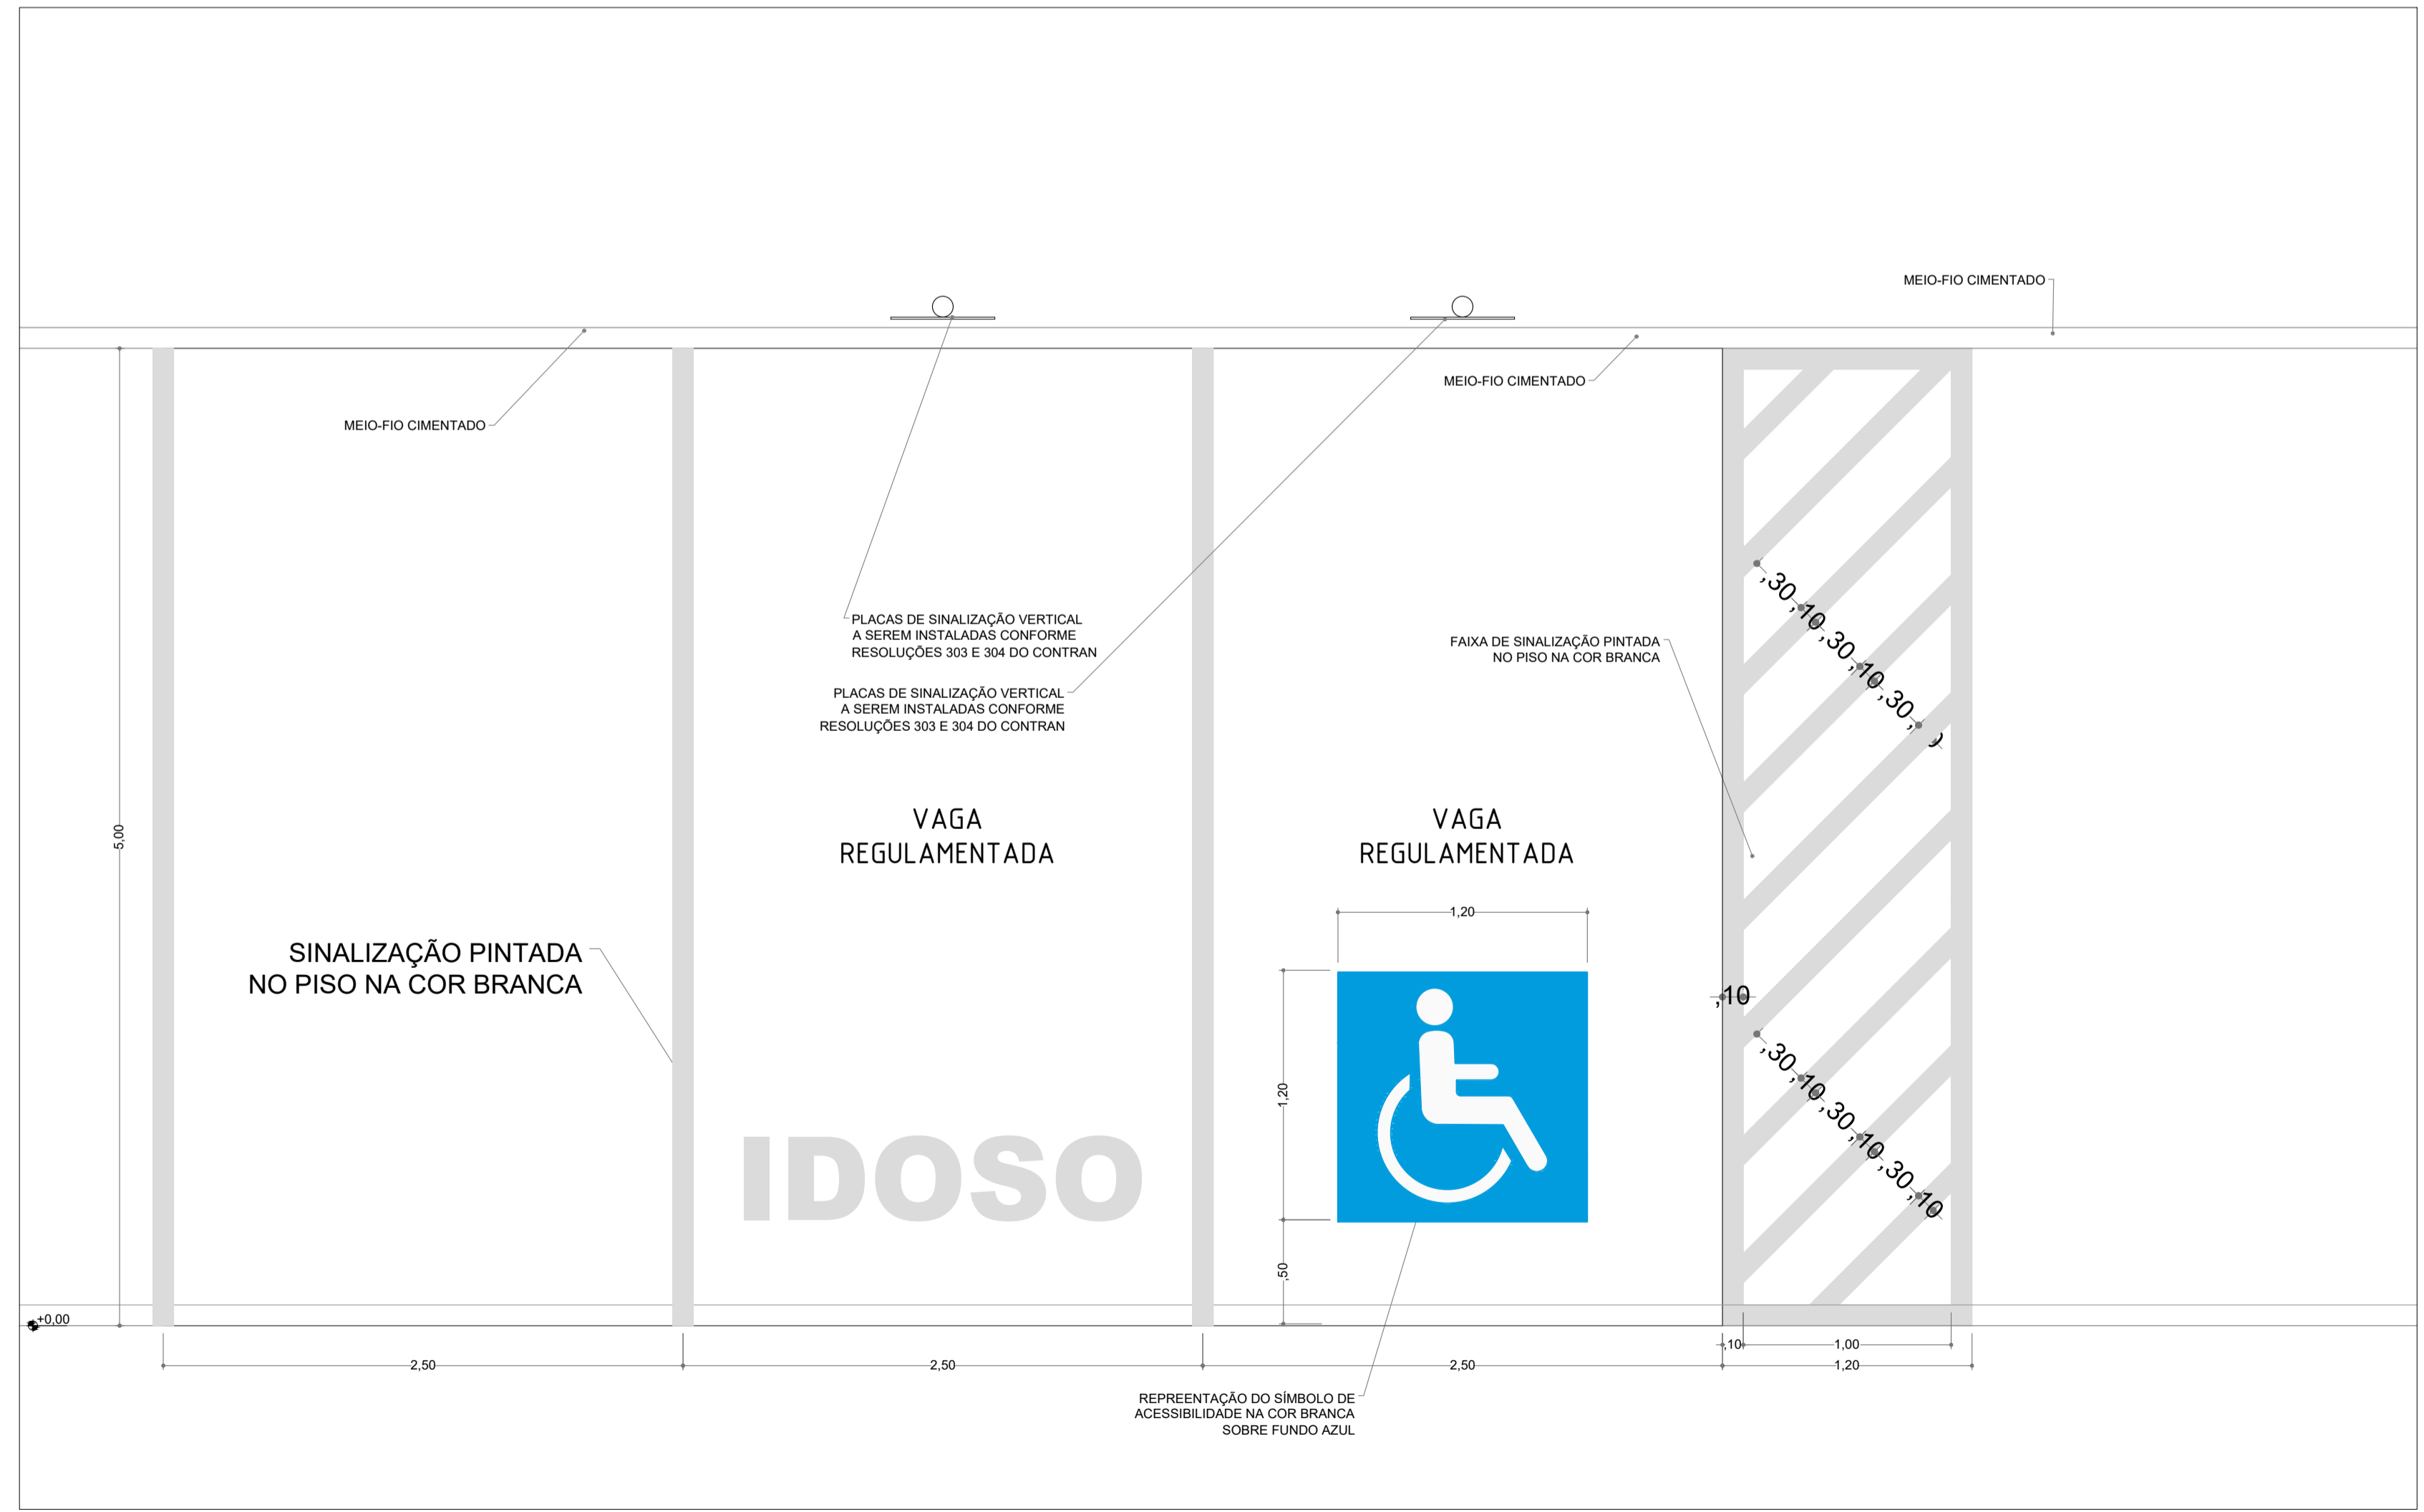 MEIO-FIO CIMENTADO
MEIO-FIO CIMENTADO
MEIO-FIO CIMENTADO
PLACAS DE SINALIZAÇÃO VERTICAL
A SEREM INSTALADAS CONFORME
RESOLUÇÕES 303 E 304 DO CONTRAN
PLACAS DE SINALIZAÇÃO VERTICAL
A SEREM INSTALADAS CONFORME
RESOLUÇÕES 303 E 304 DO CONTRAN
FAIXA DE SINALIZAÇÃO PINTADA
NO PISO NA COR BRANCA
,30 ,10 ,30 ,10 ,30
5,00
VAGA
REGULAMENTADA
VAGA
REGULAMENTADA
SINALIZAÇÃO PINTADA
NO PISO NA COR BRANCA
1,20
1,20
,50
,10
,30 ,10 ,30 ,10 ,30 ,10
IDOSO
+0,00
,10
1,00
2,50
2,50
2,50
1,20
REPREENTAÇÃO DO SÍMBOLO DE
ACESSIBILIDADE NA COR BRANCA
SOBRE FUNDO AZUL